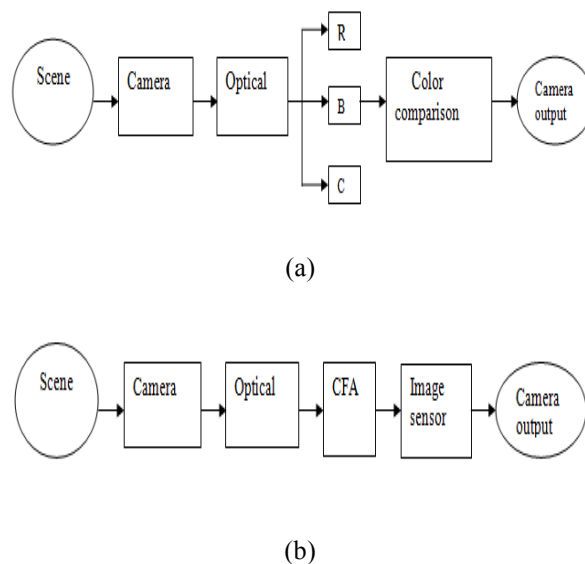 Scene
Camera
Optical
R
B
C
Color
comparison
Camera
output
(a)
Scene
Camera
Optical
CFA
Image
sensor
Camera
output
(b)